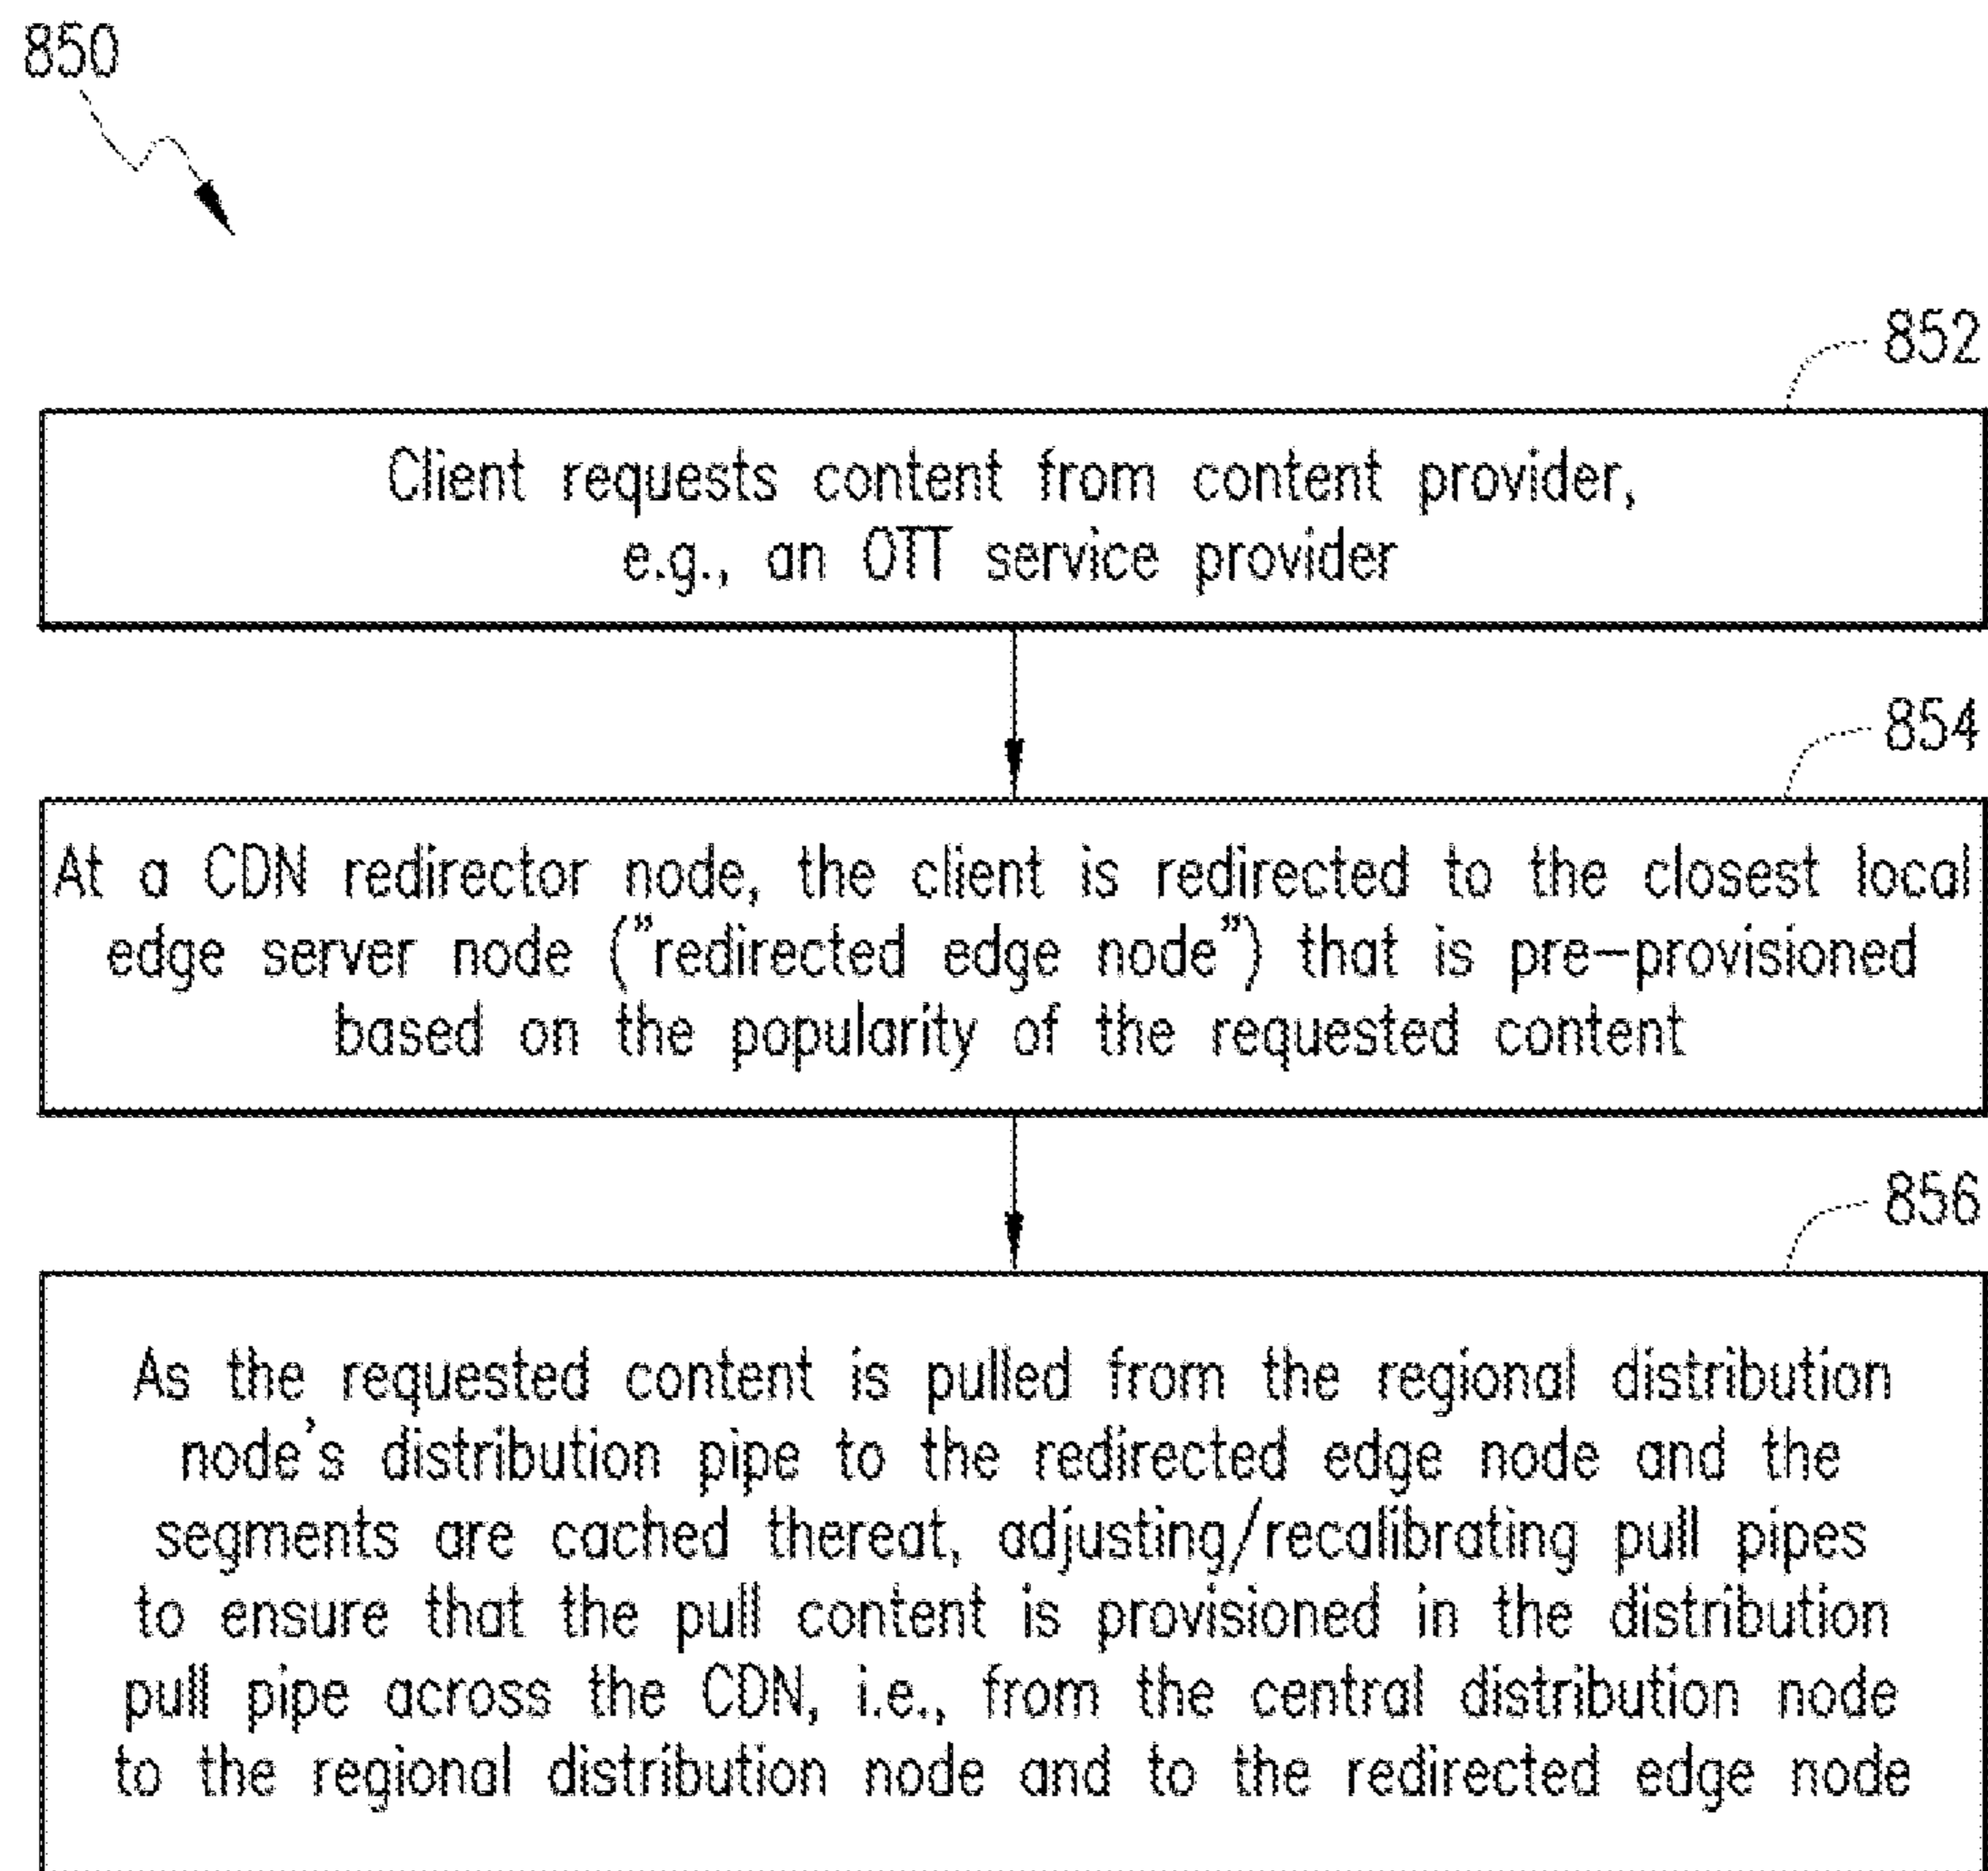 850
852
Client requests content from content provider,
e.g., an OTT service provider
854
At a CDN redirector node, the client is redirected to the closest local
edge server node ("redirected edge node") that is pre-provisioned
based on the popularity of the requested content
856
As the requested content is pulled from the regional distribution
node's distribution pipe to the redirected edge node and the
segments are cached thereat, adjusting/recalibrating pull pipes
to ensure that the pull content is provisioned in the distribution
pull pipe across the CDN, i.e., from the central distribution node
to the regional distribution node and to the redirected edge node